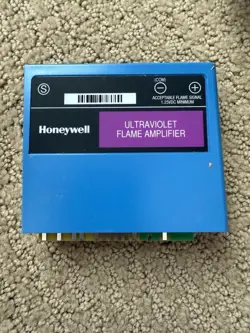 (COM)
S - +
ACCEPTABLE FLAME SIGNAL
1.25VDC MINIMUM
Honeywell
ULTRAVIOLET
FLAME AMPLIFIER